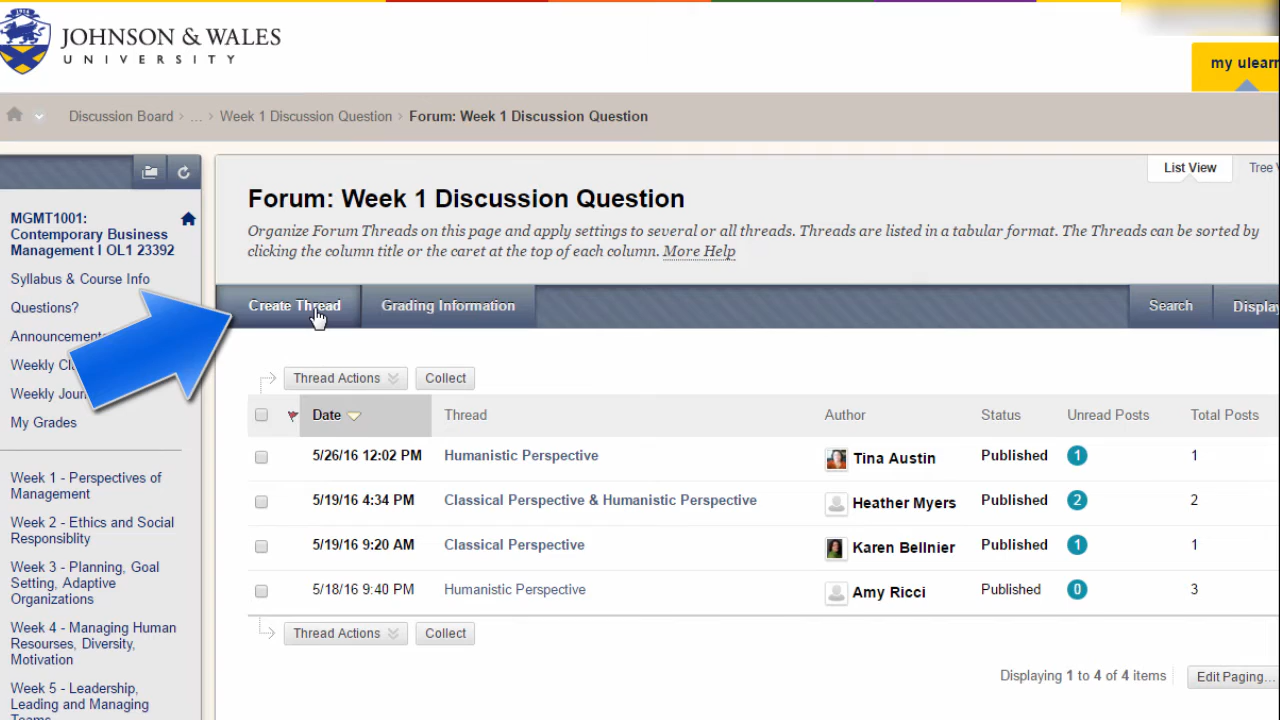 JOHNSON & WALES
UNIVERSITY
my ulearn
Discussion Board > ... > Week 1 Discussion Question > Forum: Week 1 Discussion Question
List View
Tree
MGMT1001:
Contemporary Business
Management I OL1 23392
Syllabus & Course Info
Questions?
Announcements
Weekly
Weekly
My Grades
Week 1 - Perspectives of
Management
Week 2 - Ethics and Social
Responsiblity
Week 3 - Planning, Goal
Setting, Adaptive
Organizations
Week 4 - Managing Human
Resourses, Diversity,
Motivation
Week 5 - Leadership,
Leading and Managing
Teams
Forum: Week 1 Discussion Question
Organize Forum Threads on this page and apply settings to several or all threads. Threads are listed in a tabular format. The Threads can be sorted by
clicking the column title or the caret at the top of each column. More Help
Create Thread Grading Information Search Display
Thread Actions Collect
Date Thread Author Status Unread Posts Total Posts
5/26/16 12:02 PM Humanistic Perspective Tina Austin Published 1 1
5/19/16 4:34 PM Classical Perspective & Humanistic Perspective Heather Myers Published 2 2
5/19/16 9:20 AM Classical Perspective Karen Bellnier Published 1 1
5/18/16 9:40 PM Humanistic Perspective Amy Ricci Published 0 3
Thread Actions Collect
Displaying 1 to 4 of 4 items Edit Paging...